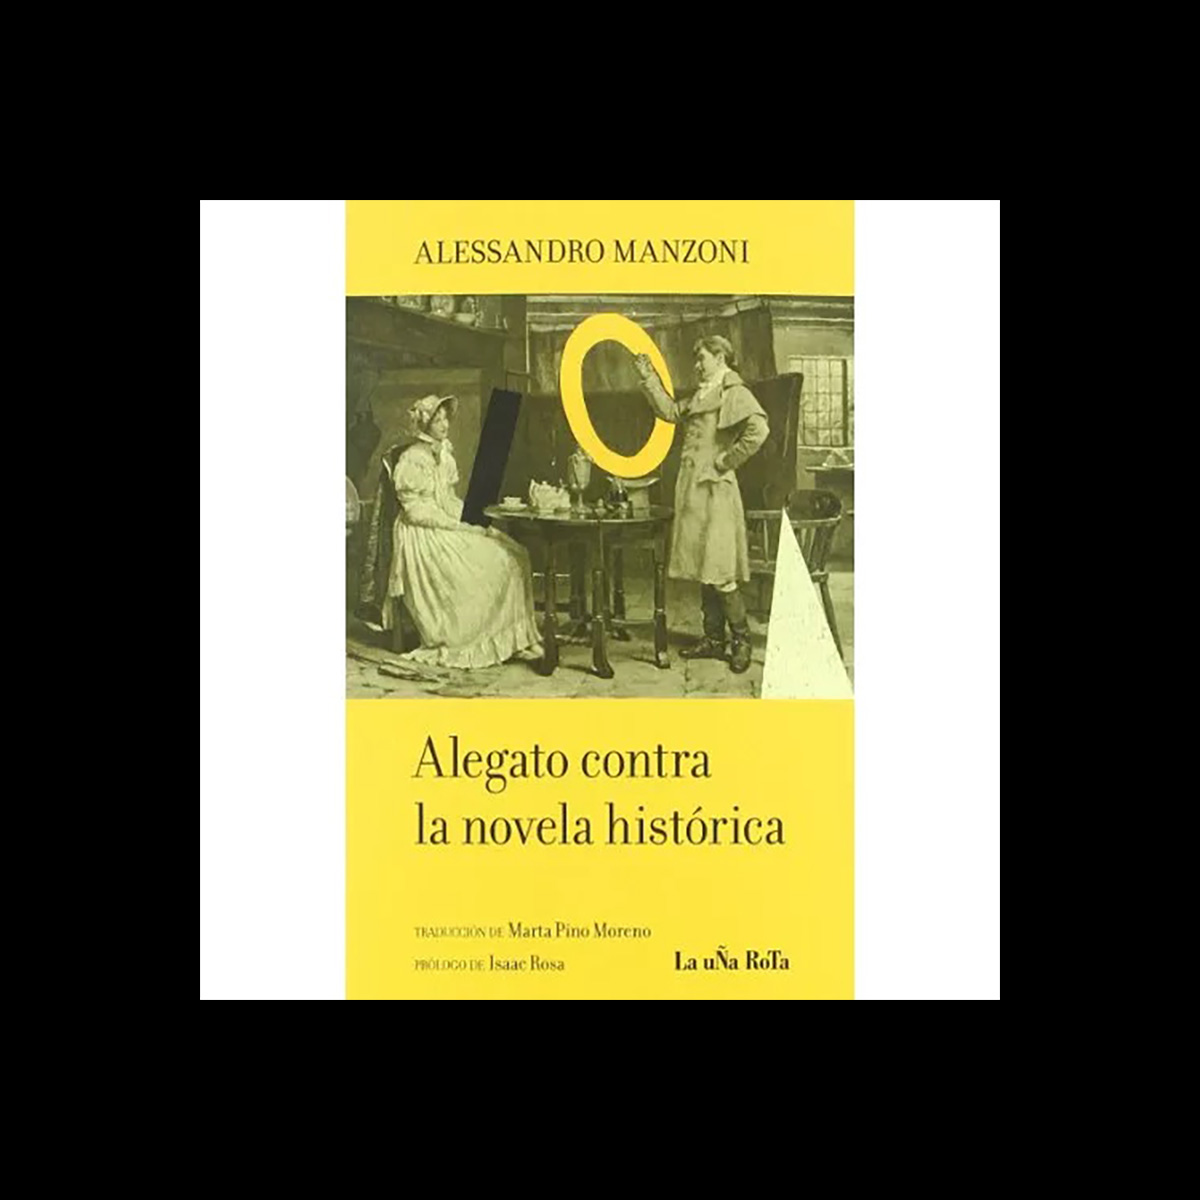 ALESSANDRO MANZONI
Alegato contra
la novela histórica
TRADUCCIÓN DE Marta Pino Moreno
PRÓLOGO DE Isaac Rosa
La uÑa RoTa